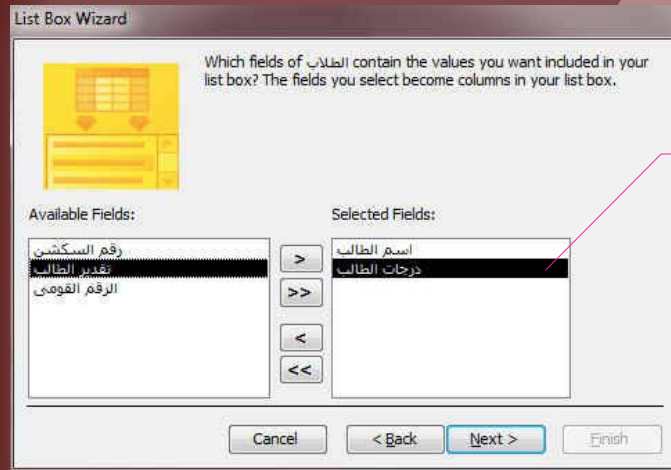 List Box Wizard
Which fields of الطلاب contain the values you want included in your
list box? The fields you select become columns in your list box.
Available Fields:
Selected Fields:
رقم السكشن
تقدير الطالب
الرقم القومى
>
>>
<
<<
اسم الطالب
درجات الطالب
Cancel
< Back
Next >
Finish